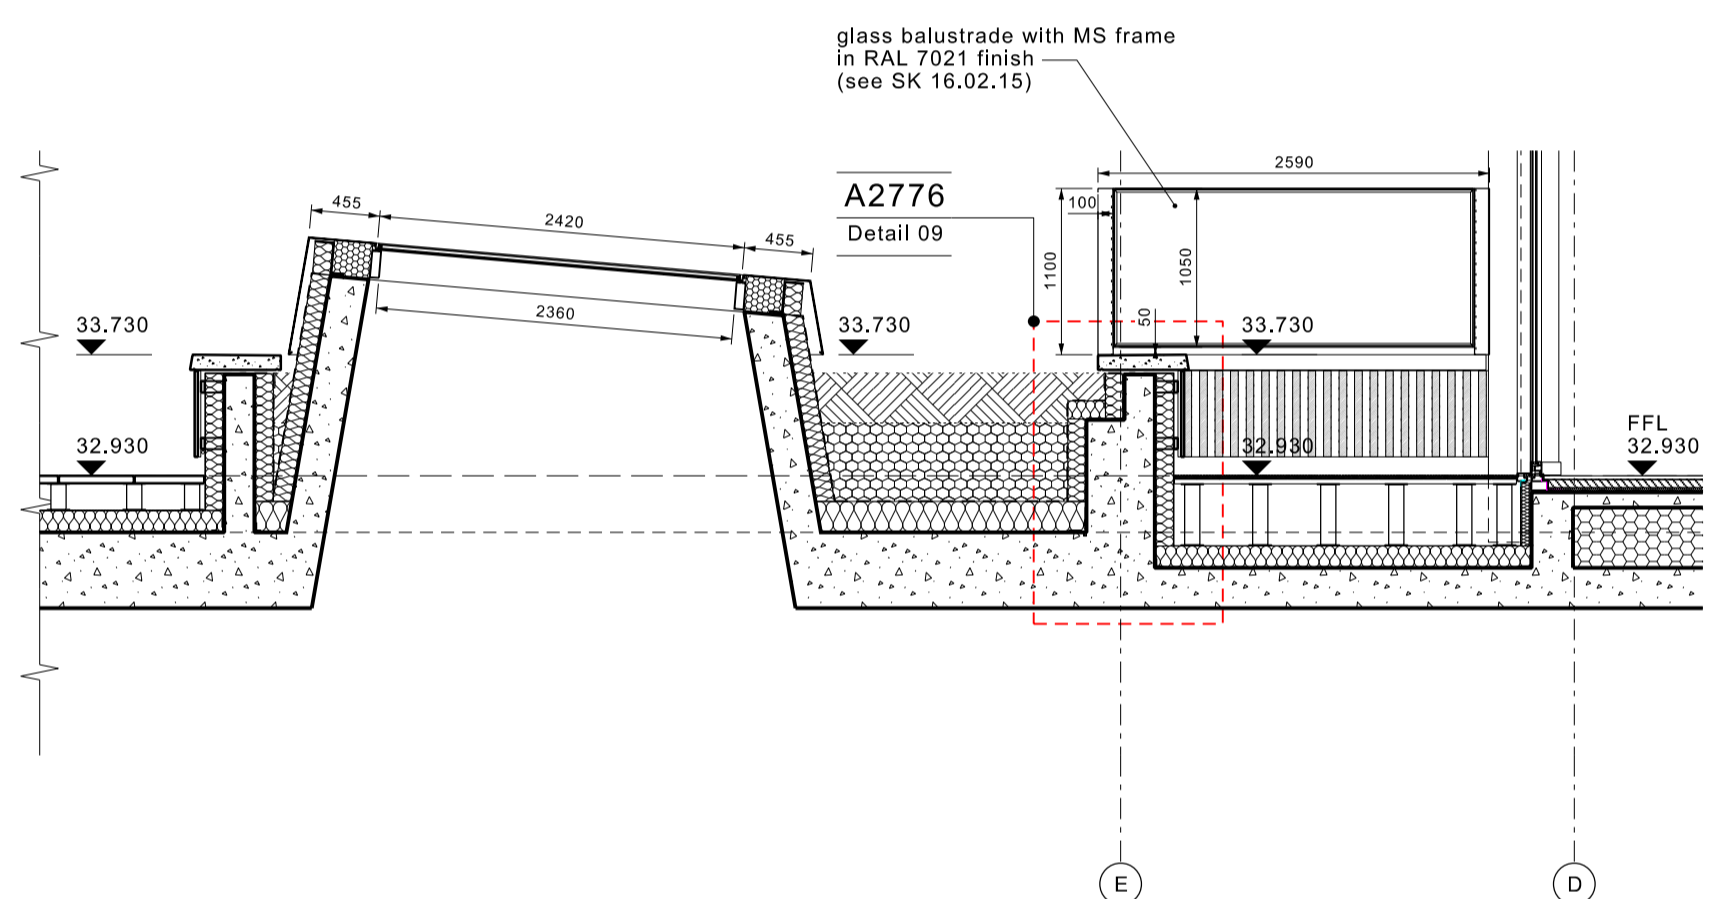 glass balustrade with MS frame
in RAL 7021 finish
(see SK 16.02.15)
2590
A2776
Detail 09
455
2420
455
100
1100
1050
50
2360
33.730
33.730
33.730
32.930
32.930
FFL
32.930
E
D